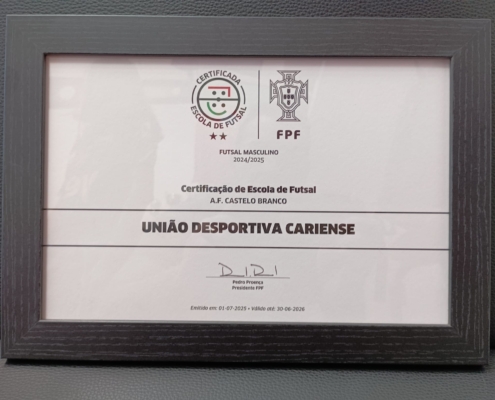 CERTIFICADA
ESCOLA DE FUTSAL
FPF
FUTSAL MASCULINO
2024/2025
Certificação de Escola de Futsal
A.F. CASTELO BRANCO
UNIÃO DESPORTIVA CARIENSE
Pedro Proença
Presidente FPF
Emitido em: 01-07-2025 • Válido até: 30-06-2026